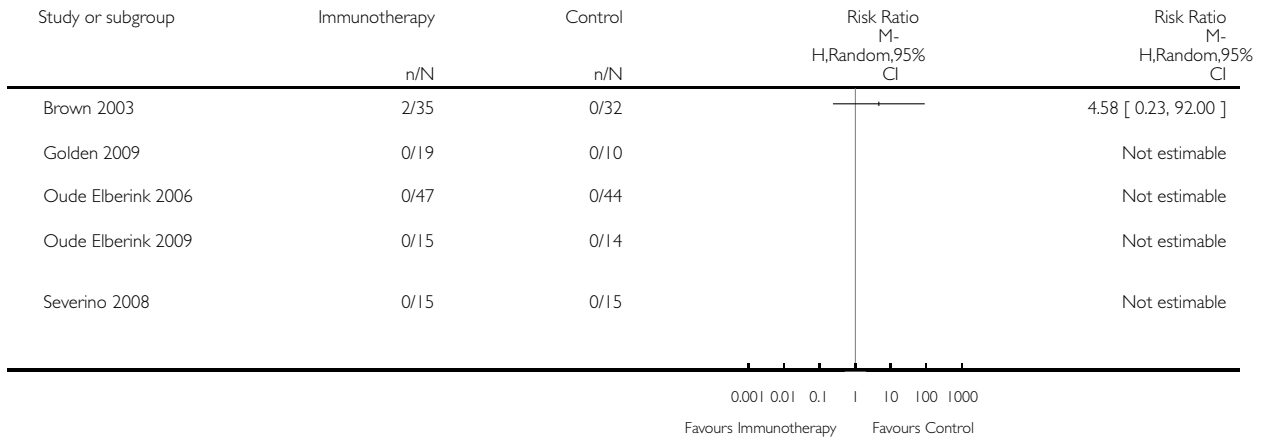 Study or subgroup Immunotherapy Control Risk Ratio Risk Ratio
M- M-
H,Random,95% H,Random,95%
n/N n/N CI CI
Brown 2003 2/35 0/32 4.58 [ 0.23, 92.00 ]
Golden 2009 0/19 0/10 Not estimable
Oude Elberink 2006 0/47 0/44 Not estimable
Oude Elberink 2009 0/15 0/14 Not estimable
Severino 2008 0/15 0/15 Not estimable
0.001 0.01 0.1 1 10 100 1000
Favours Immunotherapy Favours Control